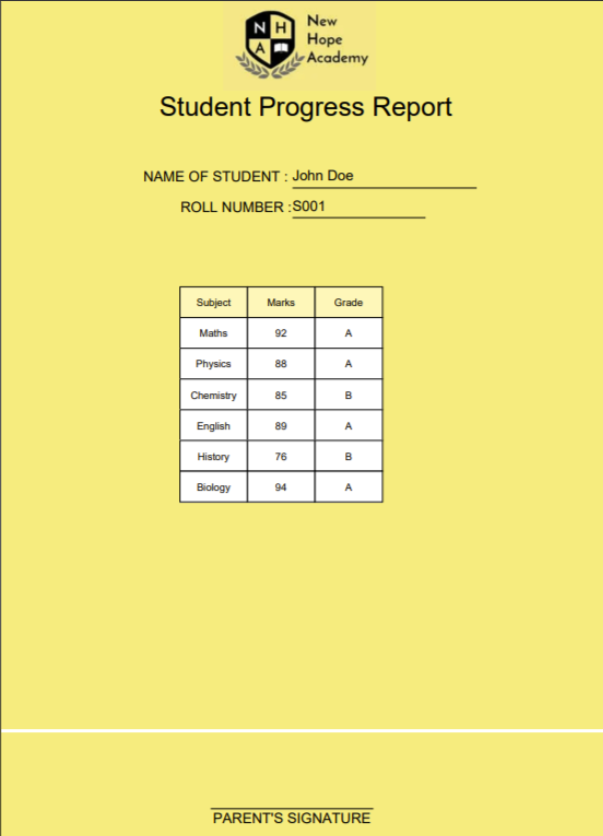 N H
A
New
Hope
Academy
Student Progress Report
NAME OF STUDENT : John Doe
ROLL NUMBER :S001
Subject Marks Grade
Maths 92 A
Physics 88 A
Chemistry 85 B
English 89 A
History 76 B
Biology 94 A
PARENT'S SIGNATURE